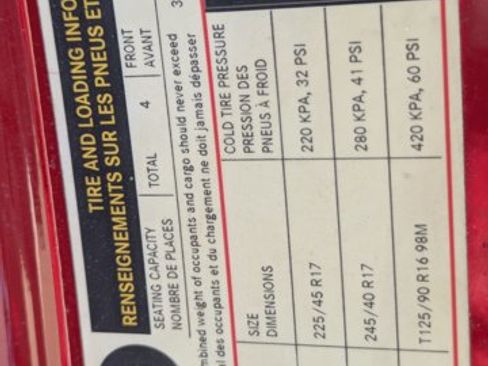 TIRE AND LOADING INFO
RENSEIGNEMENTS SUR LES PNEUS ET
SEATING CAPACITY TOTAL 4 FRONT
NOMBRE DE PLACES AVANT
mbined weight of occupants and cargo should never exceed
al des occupants et du chargement ne doit jamais dépasser
SIZE COLD TIRE PRESSURE
DIMENSIONS PRESSION DES
PNEUS À FROID
225/45 R17 220 KPA, 32 PSI
245/40 R17 280 KPA, 41 PSI
T125/90 R16 98M 420 KPA, 60 PSI